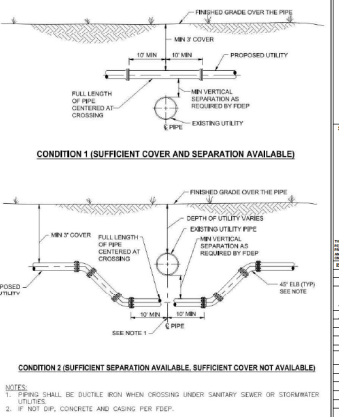 FINISHED GRADE OVER THE PIPE
MIN 3' COVER
10' MIN
10' MIN
PROPOSED UTILITY
FULL LENGTH
OF PIPE
CENTERED AT
CROSSING
MIN VERTICAL
SEPARATION AS
REQUIRED BY FDEP
EXISTING UTILITY
℄ PIPE
CONDITION 1 (SUFFICIENT COVER AND SEPARATION AVAILABLE)
FINISHED GRADE OVER THE PIPE
DEPTH OF UTILITY VARIES
EXISTING UTILITY PIPE
MIN 3' COVER
FULL LENGTH
OF PIPE
CENTERED AT
CROSSING
MIN VERTICAL
SEPARATION AS
REQUIRED BY FDEP
POSED
UTILITY
10' MIN
10' MIN
45° ELB (TYP)
SEE NOTE
℄ PIPE
SEE NOTE 1
CONDITION 2 (SUFFICIENT SEPARATION AVAILABLE, SUFFICIENT COVER NOT AVAILABLE)
NOTES:
1. PIPING SHALL BE DUCTILE IRON WHEN CROSSING UNDER SANITARY SEWER OR STORMWATER
UTILITIES.
2. IF NOT DIP, CONCRETE AND CASING PER FDEP.